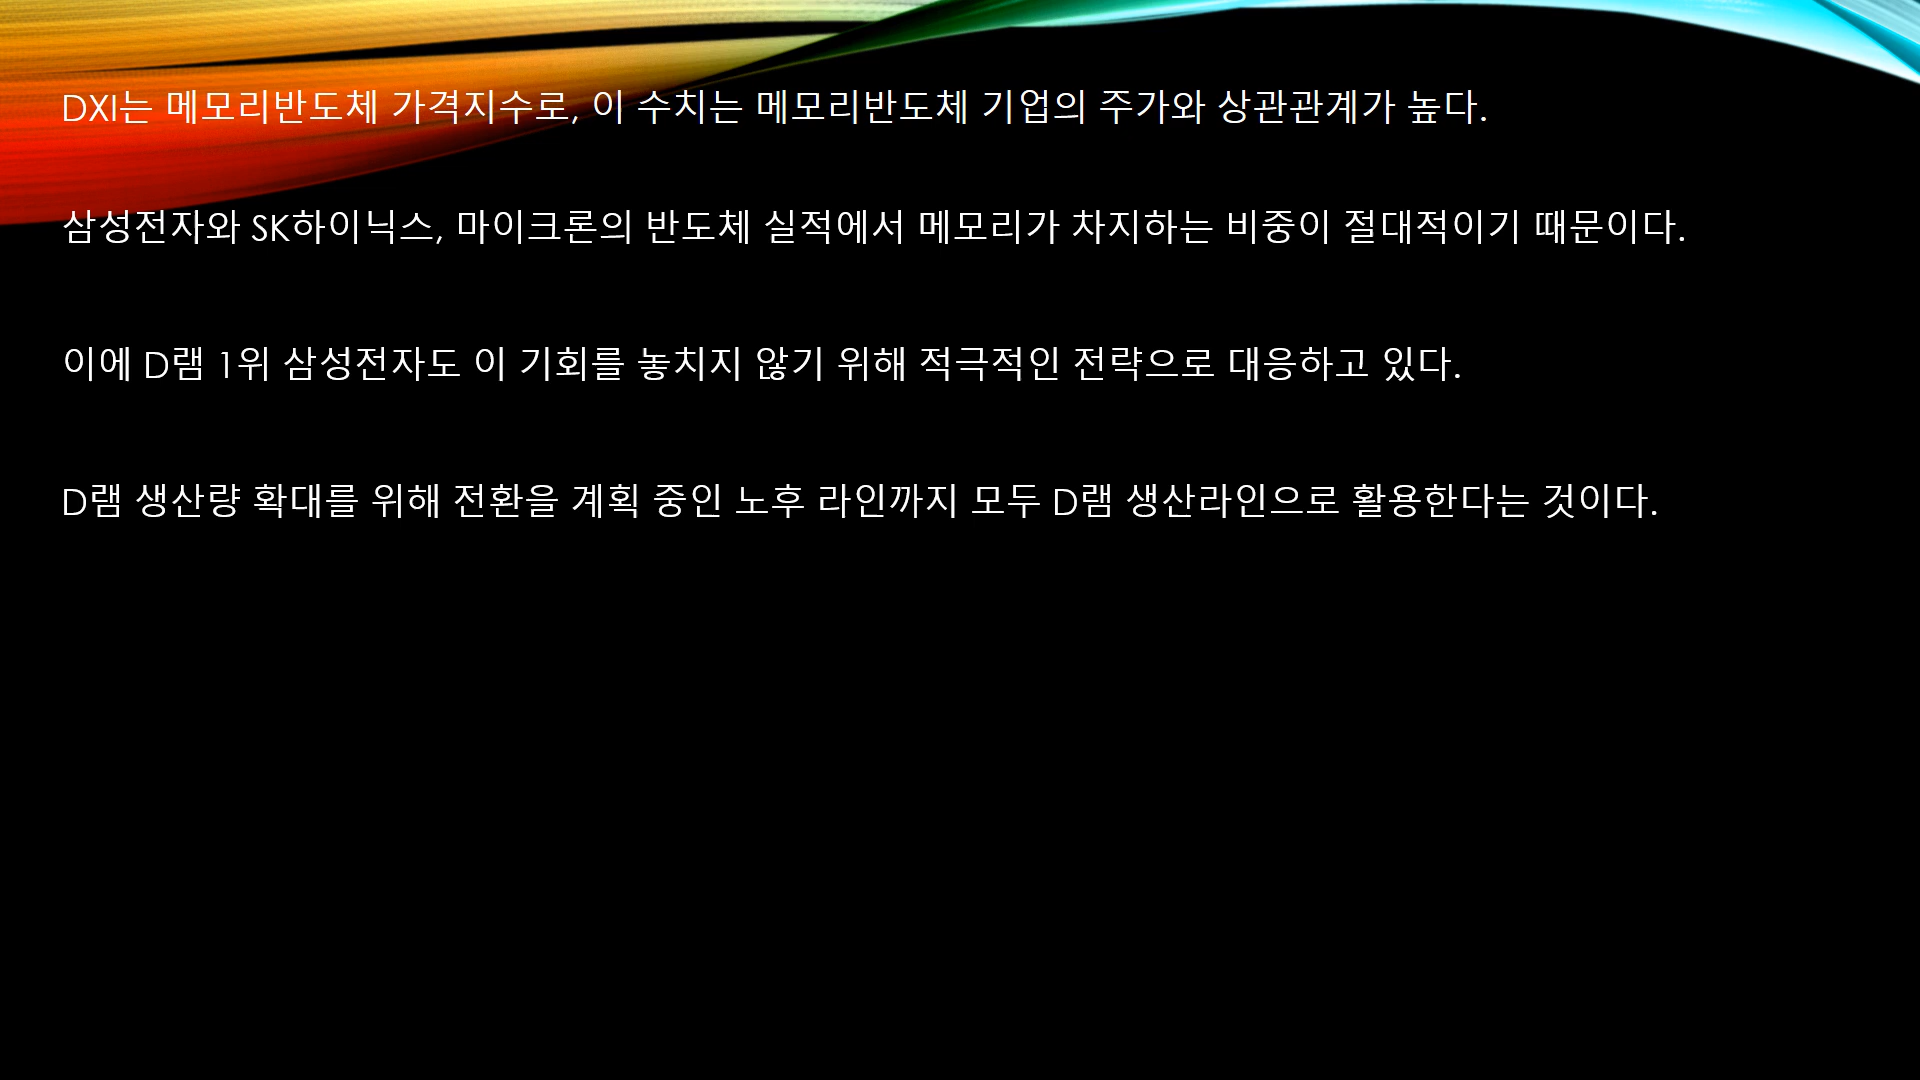 DXI는 메모리반도체 가격지수로, 이 수치는 메모리반도체 기업의 주가와 상관관계가 높다.
삼성전자와 SK하이닉스, 마이크론의 반도체 실적에서 메모리가 차지하는 비중이 절대적이기 때문이다.
이에 D램 1위 삼성전자도 이 기회를 놓치지 않기 위해 적극적인 전략으로 대응하고 있다.
D램 생산량 확대를 위해 전환을 계획 중인 노후 라인까지 모두 D램 생산라인으로 활용한다는 것이다.